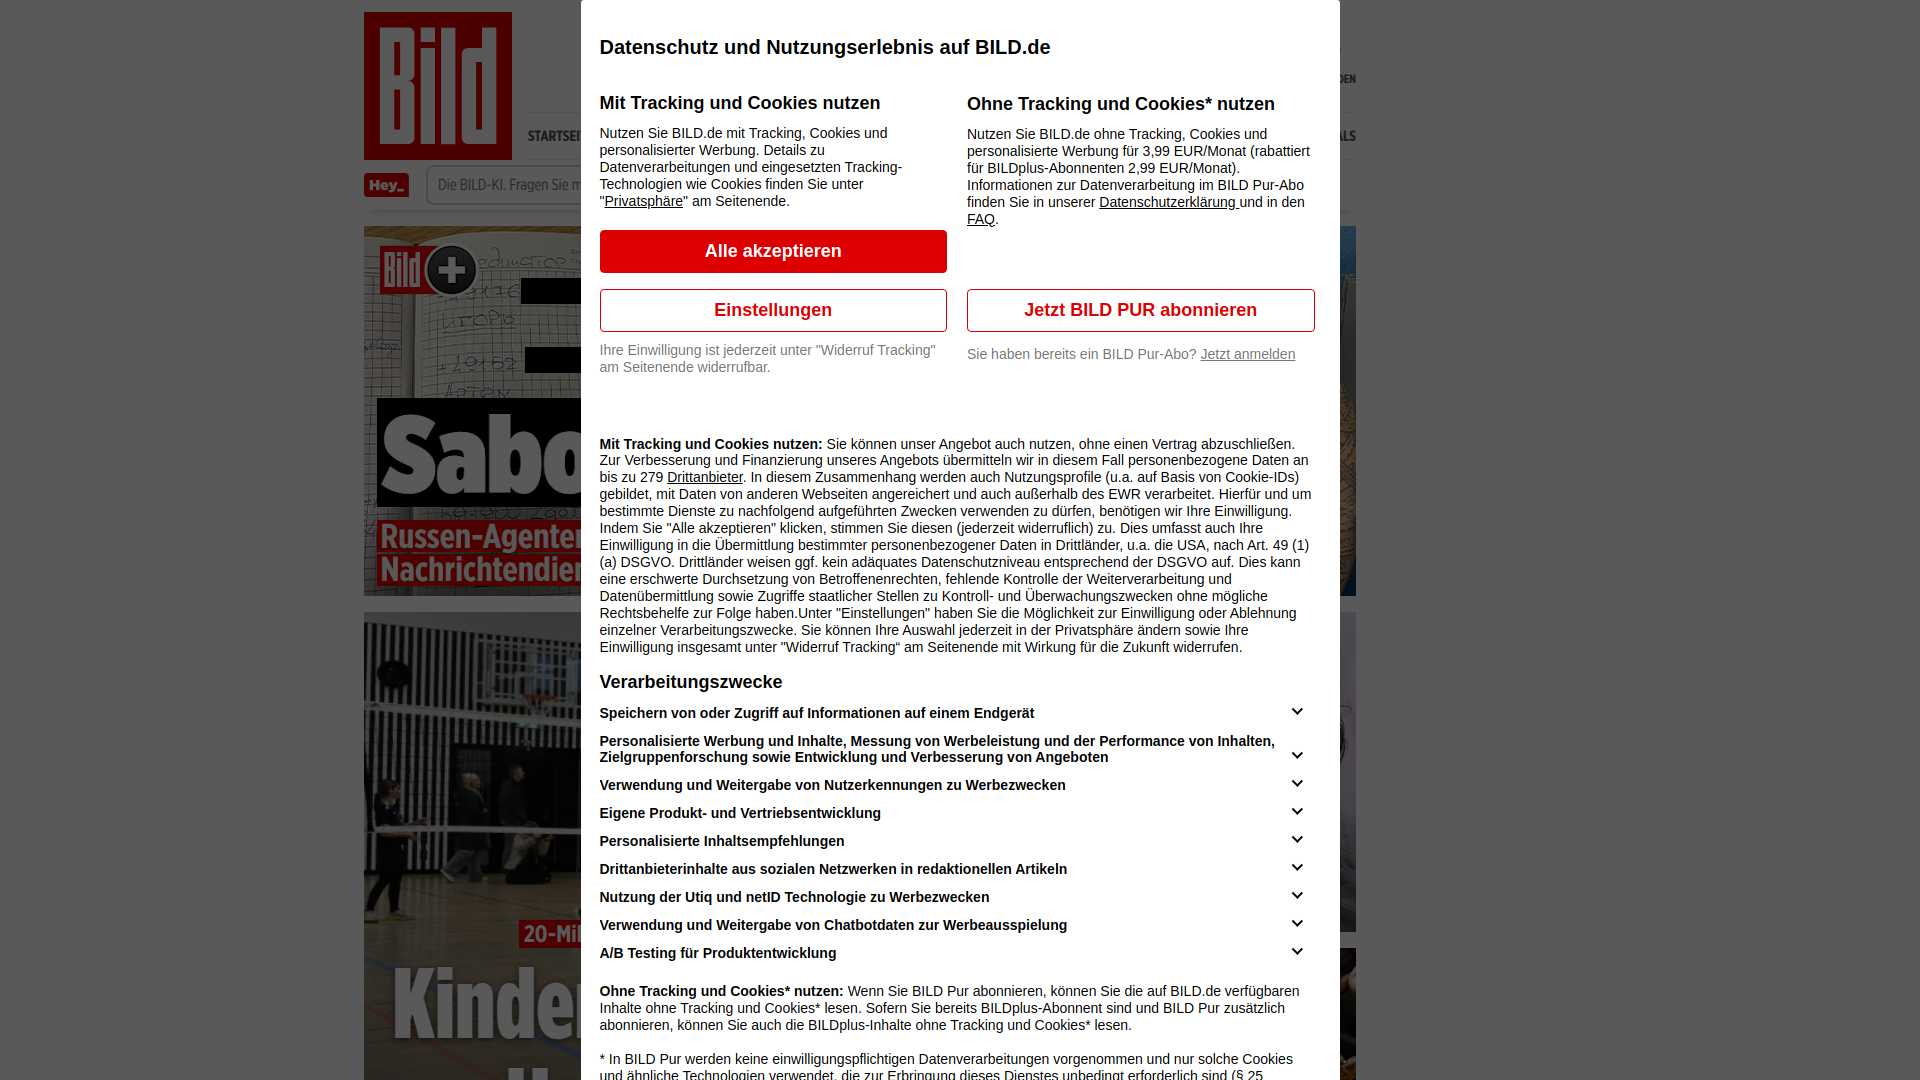 Bild
Datenschutz und Nutzungserlebnis auf BILD.de
Mit Tracking und Cookies nutzen
Nutzen Sie BILD.de mit Tracking, Cookies und
personalisierter Werbung. Details zu
Datenverarbeitungen und eingesetzten Tracking-
Technologien wie Cookies finden Sie unter
"Privatsphäre" am Seitenende.
Alle akzeptieren
Einstellungen
Ihre Einwilligung ist jederzeit unter "Widerruf Tracking"
am Seitenende widerrufbar.
Ohne Tracking und Cookies* nutzen
Nutzen Sie BILD.de ohne Tracking, Cookies und
personalisierte Werbung für 3,99 EUR/Monat (rabattiert
für BILDplus-Abonnenten 2,99 EUR/Monat).
Informationen zur Datenverarbeitung im BILD Pur-Abo
finden Sie in unserer Datenschutzerklärung und in den
FAQ.
Jetzt BILD PUR abonnieren
Sie haben bereits ein BILD Pur-Abo? Jetzt anmelden
Mit Tracking und Cookies nutzen: Sie können unser Angebot auch nutzen, ohne einen Vertrag abzuschließen.
Zur Verbesserung und Finanzierung unseres Angebots übermitteln wir in diesem Fall personenbezogene Daten an
bis zu 279 Drittanbieter. In diesem Zusammenhang werden auch Nutzungsprofile (u.a. auf Basis von Cookie-IDs)
gebildet, mit Daten von anderen Webseiten angereichert und auch außerhalb des EWR verarbeitet. Hierfür und um
bestimmte Dienste zu nachfolgend aufgeführten Zwecken verwenden zu dürfen, benötigen wir Ihre Einwilligung.
Indem Sie "Alle akzeptieren" klicken, stimmen Sie diesen (jederzeit widerruflich) zu. Dies umfasst auch Ihre
Einwilligung in die Übermittlung bestimmter personenbezogener Daten in Drittländer, u.a. die USA, nach Art. 49 (1)
(a) DSGVO. Drittländer weisen ggf. kein adäquates Datenschutzniveau entsprechend der DSGVO auf. Dies kann
eine erschwerte Durchsetzung von Betroffenenrechten, fehlende Kontrolle der Weiterverarbeitung und
Datenübermittlung sowie Zugriffe staatlicher Stellen zu Kontroll- und Überwachungszwecken ohne mögliche
Rechtsbehelfe zur Folge haben.Unter "Einstellungen" haben Sie die Möglichkeit zur Einwilligung oder Ablehnung
einzelner Verarbeitungszwecke. Sie können Ihre Auswahl jederzeit in der Privatsphäre ändern sowie Ihre
Einwilligung insgesamt unter "Widerruf Tracking“ am Seitenende mit Wirkung für die Zukunft widerrufen.
Verarbeitungszwecke
Speichern von oder Zugriff auf Informationen auf einem Endgerät
Personalisierte Werbung und Inhalte, Messung von Werbeleistung und der Performance von Inhalten,
Zielgruppenforschung sowie Entwicklung und Verbesserung von Angeboten
Verwendung und Weitergabe von Nutzerkennungen zu Werbezwecken
Eigene Produkt- und Vertriebsentwicklung
Personalisierte Inhaltsempfehlungen
Drittanbieterinhalte aus sozialen Netzwerken in redaktionellen Artikeln
Nutzung der Utiq und netID Technologie zu Werbezwecken
Verwendung und Weitergabe von Chatbotdaten zur Werbeausspielung
A/B Testing für Produktentwicklung
Ohne Tracking und Cookies* nutzen: Wenn Sie BILD Pur abonnieren, können Sie die auf BILD.de verfügbaren
Inhalte ohne Tracking und Cookies* lesen. Sofern Sie bereits BILDplus-Abonnent sind und BILD Pur zusätzlich
abonnieren, können Sie auch die BILDplus-Inhalte ohne Tracking und Cookies* lesen.
* In BILD Pur werden keine einwilligungspflichtigen Datenverarbeitungen vorgenommen und nur solche Cookies
und ähnliche Technologien verwendet, die zur Erbringung dieses Dienstes unbedingt erforderlich sind (§ 25
STARTSEI
Hey_
Die BILD-KI. Fragen Sie m
Bild +
Sabo
Russen-Agenten
Nachrichtendien
20-Mil
Kinder